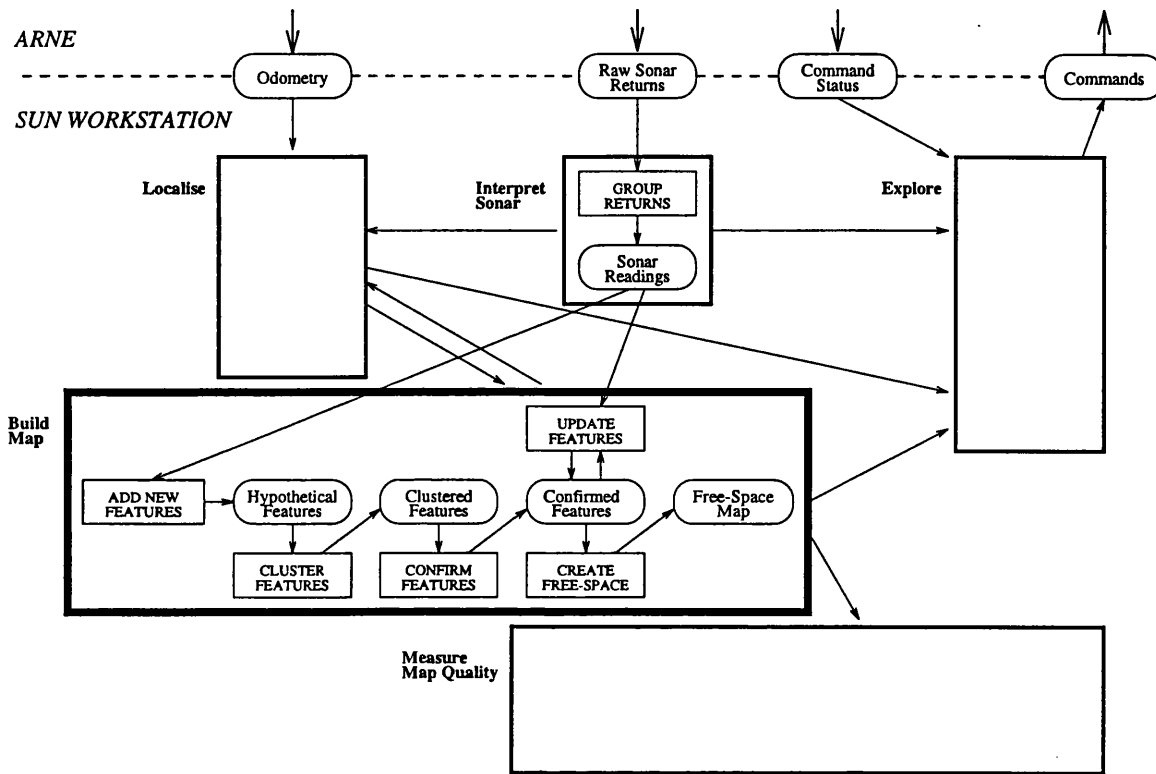 ARNE
Odometry
Raw Sonar
Returns
Command
Status
Commands
SUN WORKSTATION
Localise
Interpret
Sonar
GROUP
RETURNS
Sonar
Readings
Explore
Build
Map
UPDATE
FEATURES
ADD NEW
FEATURES
Hypothetical
Features
Clustered
Features
Confirmed
Features
Free-Space
Map
CLUSTER
FEATURES
CONFIRM
FEATURES
CREATE
FREE-SPACE
Measure
Map Quality